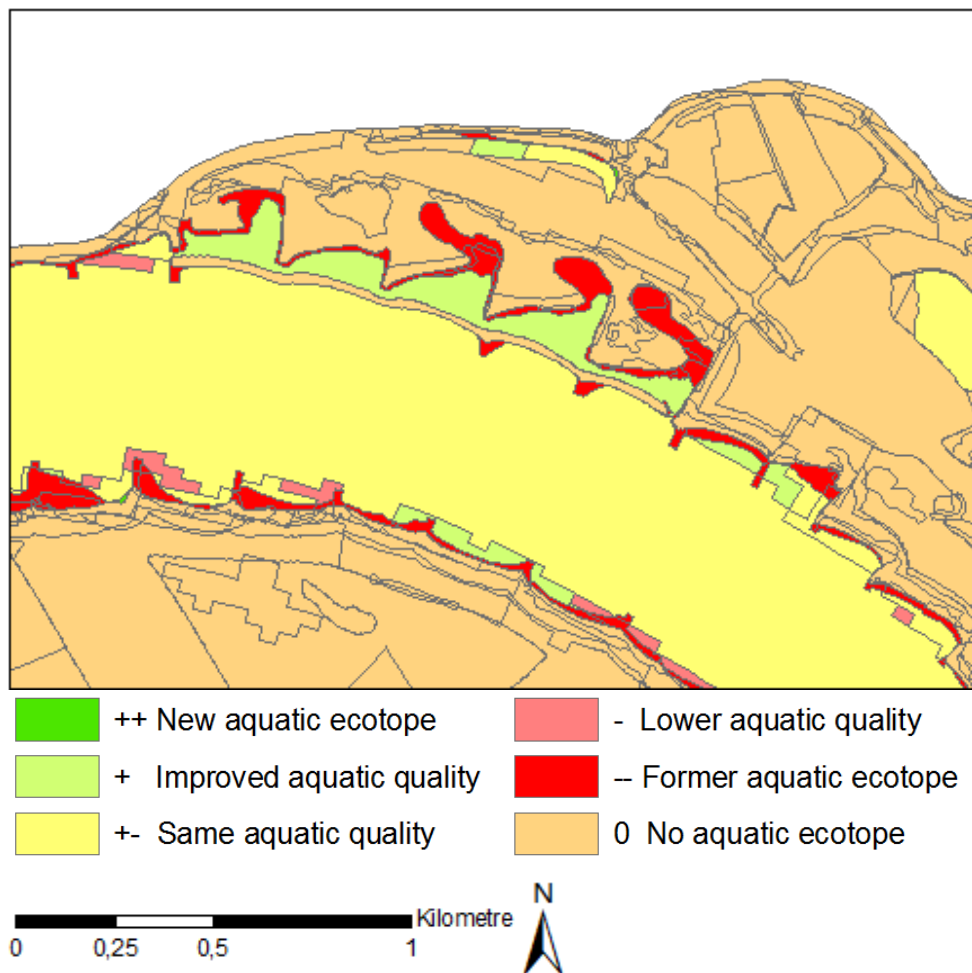 ++ New aquatic ecotope
+ Improved aquatic quality
+- Same aquatic quality
- Lower aquatic quality
-- Former aquatic ecotope
0 No aquatic ecotope
Kilometre
0 0,25 0,5 1
N